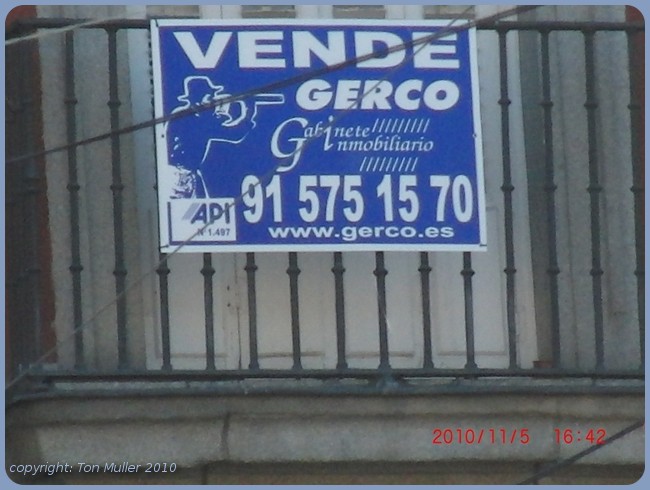 VENDE
GERCO
Gabinete
inmobiliario
91 575 15 70
API
Nº 1.497
www.gerco.es
2010/11/5 16:42
copyright: Ton Muller 2010